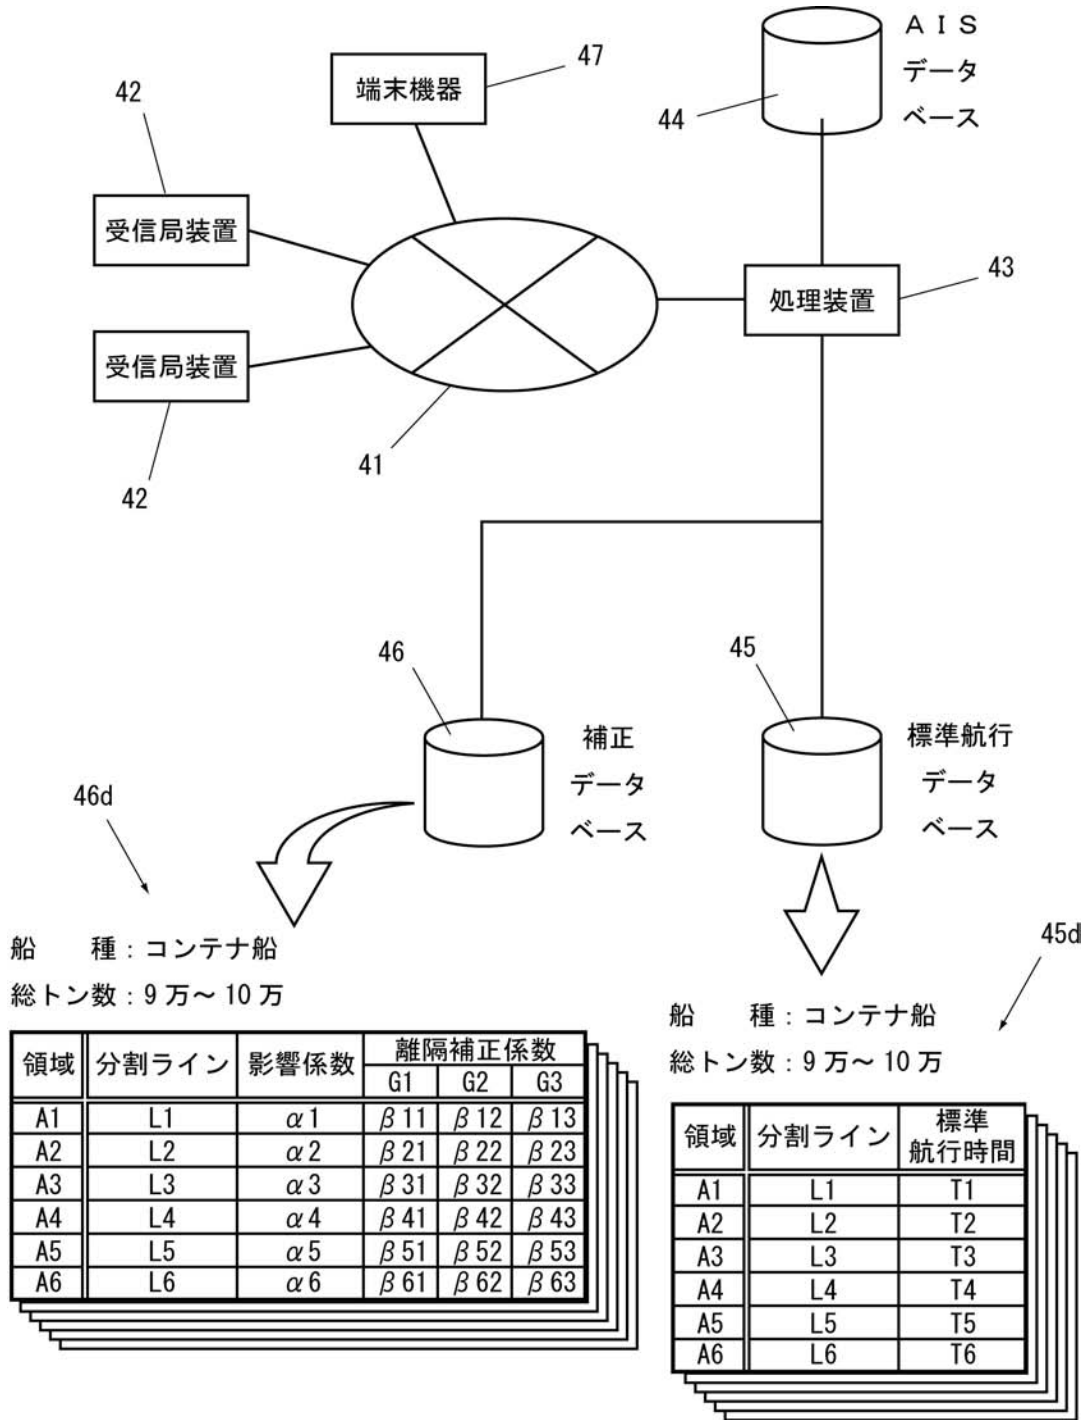 AIS
データ
ベース
44
47
端末機器
42
受信局装置
受信局装置
42
41
処理装置
43
46
補正
データ
ベース
45
標準航行
データ
ベース
46d
船　種：コンテナ船
総トン数：9万～10万
領域 分割ライン 影響係数 離隔補正係数
G1 G2 G3
A1 L1 α1 β11 β12 β13
A2 L2 α2 β21 β22 β23
A3 L3 α3 β31 β32 β33
A4 L4 α4 β41 β42 β43
A5 L5 α5 β51 β52 β53
A6 L6 α6 β61 β62 β63
45d
船　種：コンテナ船
総トン数：9万～10万
領域 分割ライン 標準
航行時間
A1 L1 T1
A2 L2 T2
A3 L3 T3
A4 L4 T4
A5 L5 T5
A6 L6 T6